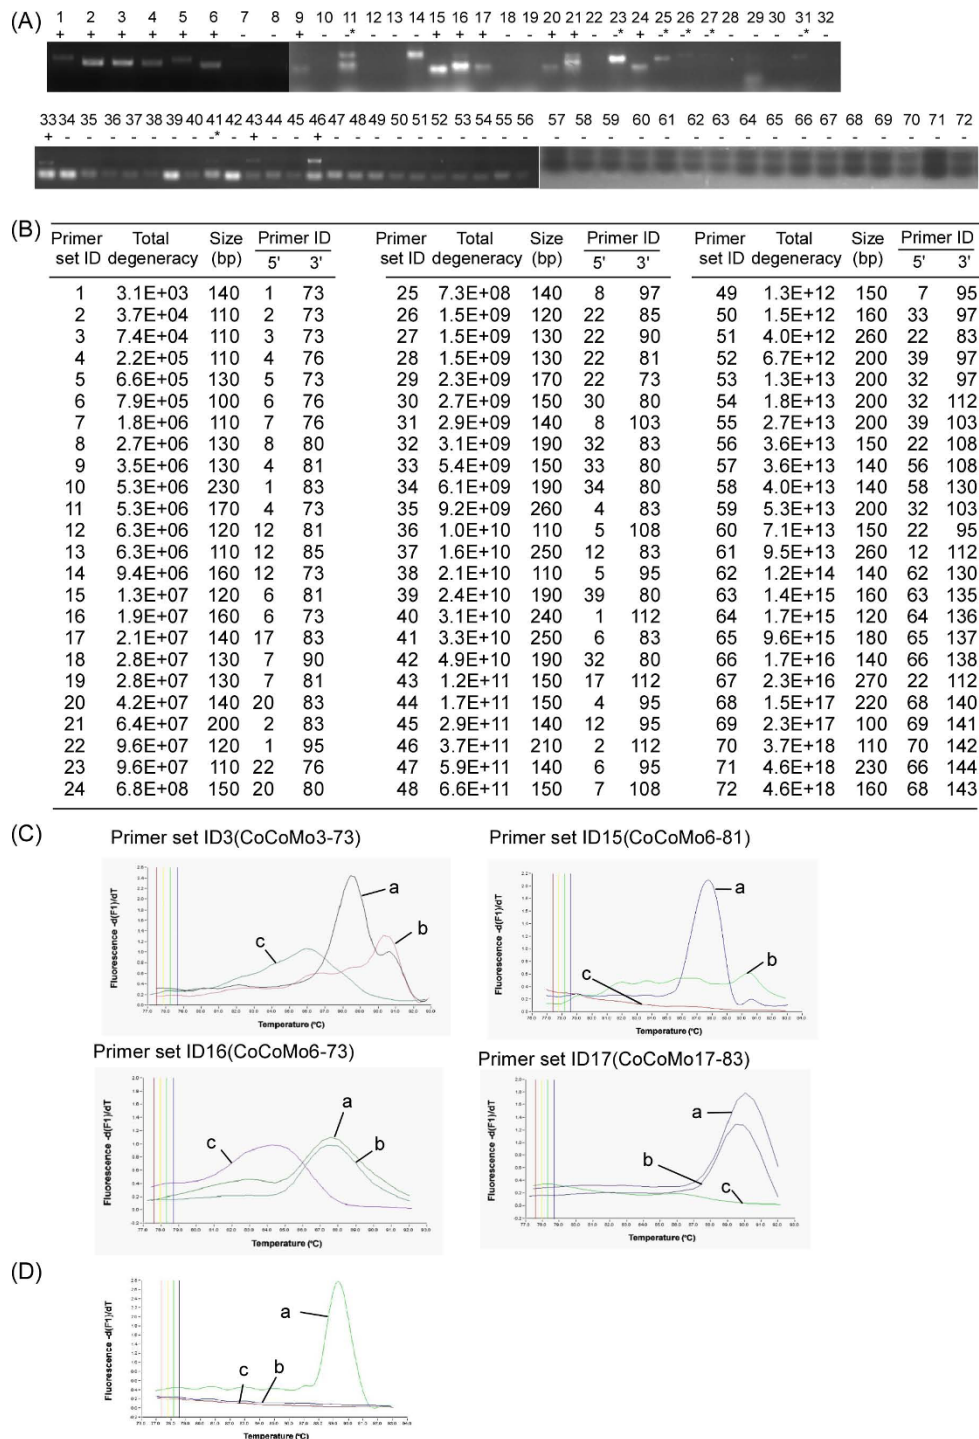 (A)
1 2 3 4 5 6 7 8 9 10 11 12 13 14 15 16 17 18 19 20 21 22 23 24 25 26 27 28 29 30 31 32
+ + + + + + - - + - -* - - - + + + - - + + - -* + -* -* -* - - - -* -
33 34 35 36 37 38 39 40 41 42 43 44 45 46 47 48 49 50 51 52 53 54 55 56 57 58 59 60 61 62 63 64 65 66 67 68 69 70 71 72
+ - - - - - - - -* - + - - + - - - - - - - - - - - - - - - - - - - - - - - - - -
(B)
Primer Total Size Primer ID Primer Total Size Primer ID Primer Total Size Primer ID
set ID degeneracy (bp) 5' 3' set ID degeneracy (bp) 5' 3' set ID degeneracy (bp) 5' 3'
1 3.1E+03 140 1 73 25 7.3E+08 140 8 97 49 1.3E+12 150 7 95
2 3.7E+04 110 2 73 26 1.5E+09 120 22 85 50 1.5E+12 160 33 97
3 7.4E+04 110 3 73 27 1.5E+09 130 22 90 51 4.0E+12 260 22 83
4 2.2E+05 110 4 76 28 1.5E+09 130 22 81 52 6.7E+12 200 39 97
5 6.6E+05 130 5 73 29 2.3E+09 170 22 73 53 1.3E+13 200 32 97
6 7.9E+05 100 6 76 30 2.7E+09 150 30 80 54 1.8E+13 200 32 112
7 1.8E+06 110 7 76 31 2.9E+09 140 8 103 55 2.7E+13 200 39 103
8 2.7E+06 130 8 80 32 3.1E+09 190 32 83 56 3.6E+13 150 22 108
9 3.5E+06 130 4 81 33 5.4E+09 150 33 80 57 3.6E+13 140 56 108
10 5.3E+06 230 1 83 34 6.1E+09 190 34 80 58 4.0E+13 140 58 130
11 5.3E+06 170 4 73 35 9.2E+09 260 4 83 59 5.3E+13 200 32 103
12 6.3E+06 120 12 81 36 1.0E+10 110 5 108 60 7.1E+13 150 22 95
13 6.3E+06 110 12 85 37 1.6E+10 250 12 83 61 9.5E+13 260 12 112
14 9.4E+06 160 12 73 38 2.1E+10 110 5 95 62 1.2E+14 140 62 130
15 1.3E+07 120 6 81 39 2.4E+10 190 39 80 63 1.4E+15 160 63 135
16 1.9E+07 160 6 73 40 3.1E+10 240 1 112 64 1.7E+15 120 64 136
17 2.1E+07 140 17 83 41 3.3E+10 250 6 83 65 9.6E+15 180 65 137
18 2.8E+07 130 7 90 42 4.9E+10 190 32 80 66 1.7E+16 140 66 138
19 2.8E+07 130 7 81 43 1.2E+11 150 17 112 67 2.3E+16 270 22 112
20 4.2E+07 140 20 83 44 1.7E+11 150 4 95 68 1.5E+17 220 68 140
21 6.4E+07 200 2 83 45 2.9E+11 140 12 95 69 2.3E+17 100 69 141
22 9.6E+07 120 1 95 46 3.7E+11 210 2 112 70 3.7E+18 110 70 142
23 9.6E+07 110 22 76 47 5.9E+11 140 6 95 71 4.6E+18 230 66 144
24 6.8E+08 150 20 80 48 6.6E+11 150 7 108 72 4.6E+18 160 68 143
(C)
Primer set ID3(CoCoMo3-73)
Fluorescence -d(F1)/dT
a
b
c
Temperature (°C)
Primer set ID15(CoCoMo6-81)
Fluorescence -d(F1)/dT
a
b
c
Temperature (°C)
Primer set ID16(CoCoMo6-73)
Fluorescence -d(F1)/dT
a
b
c
Temperature (°C)
Primer set ID17(CoCoMo17-83)
Fluorescence -d(F1)/dT
a
b
c
Temperature (°C)
(D)
Fluorescence -d(F1)/dT
a
c b
Temperature (°C)